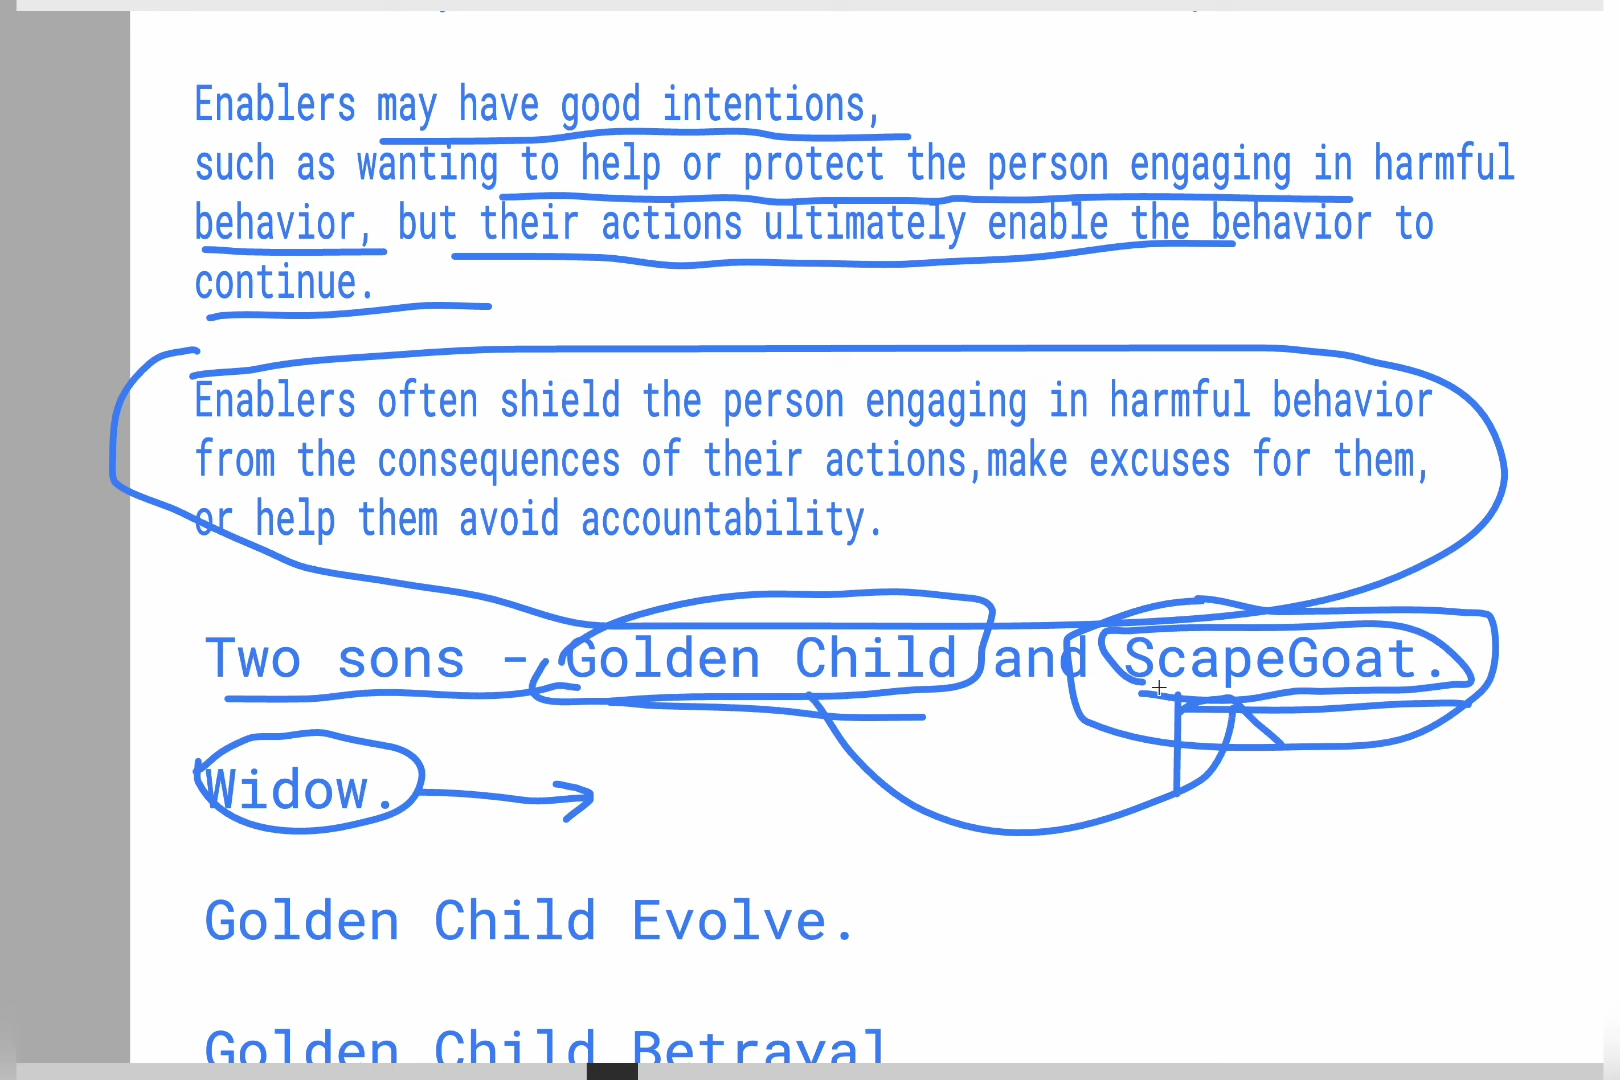 Enablers may have good intentions,
such as wanting to help or protect the person engaging in harmful
behavior, but their actions ultimately enable the behavior to
continue.
Enablers often shield the person engaging in harmful behavior
from the consequences of their actions,make excuses for them,
or help them avoid accountability.
Two sons - Golden Child and ScapeGoat.
Widow.
Golden Child Evolve.
Golden Child Betrayal